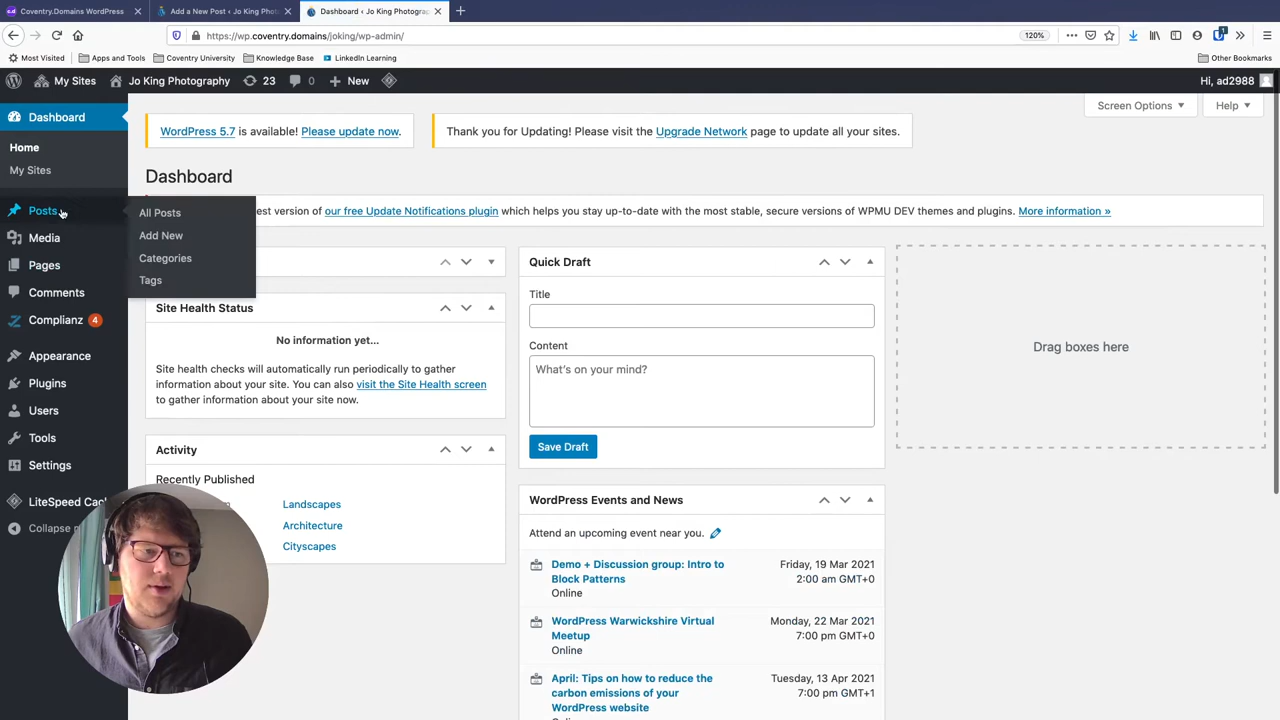 Coventry.Domains WordPress
Add a New Post ‹ Jo King Phot
Dashboard ‹ Jo King Photograp
https://wp.coventry.domains/joking/wp-admin/
120%
Most Visited
Apps and Tools
Coventry University
Knowledge Base
LinkedIn Learning
Other Bookmarks
My Sites
Jo King Photography
23
0
New
Hi, ad2988
Dashboard
Home
My Sites
Posts
Media
Pages
Comments
Complianz 4
Appearance
Plugins
Users
Tools
Settings
LiteSpeed Cac
Collapse
All Posts
Add New
Categories
Tags
Screen Options
Help
WordPress 5.7 is available! Please update now.
Thank you for Updating! Please visit the Upgrade Network page to update all your sites.
Dashboard
est version of our free Update Notifications plugin which helps you stay up-to-date with the most stable, secure versions of WPMU DEV themes and plugins. More information »
Site Health Status
No information yet...
Site health checks will automatically run periodically to gather
information about your site. You can also visit the Site Health screen
to gather information about your site now.
Activity
Recently Published
Landscapes
Architecture
Cityscapes
Quick Draft
Title
Content
What's on your mind?
Save Draft
WordPress Events and News
Attend an upcoming event near you.
Demo + Discussion group: Intro to
Block Patterns
Online
Friday, 19 Mar 2021
2:00 am GMT+0
WordPress Warwickshire Virtual
Meetup
Online
Monday, 22 Mar 2021
7:00 pm GMT+0
April: Tips on how to reduce the
carbon emissions of your
WordPress website
Tuesday, 13 Apr 2021
7:00 pm GMT+1
Drag boxes here